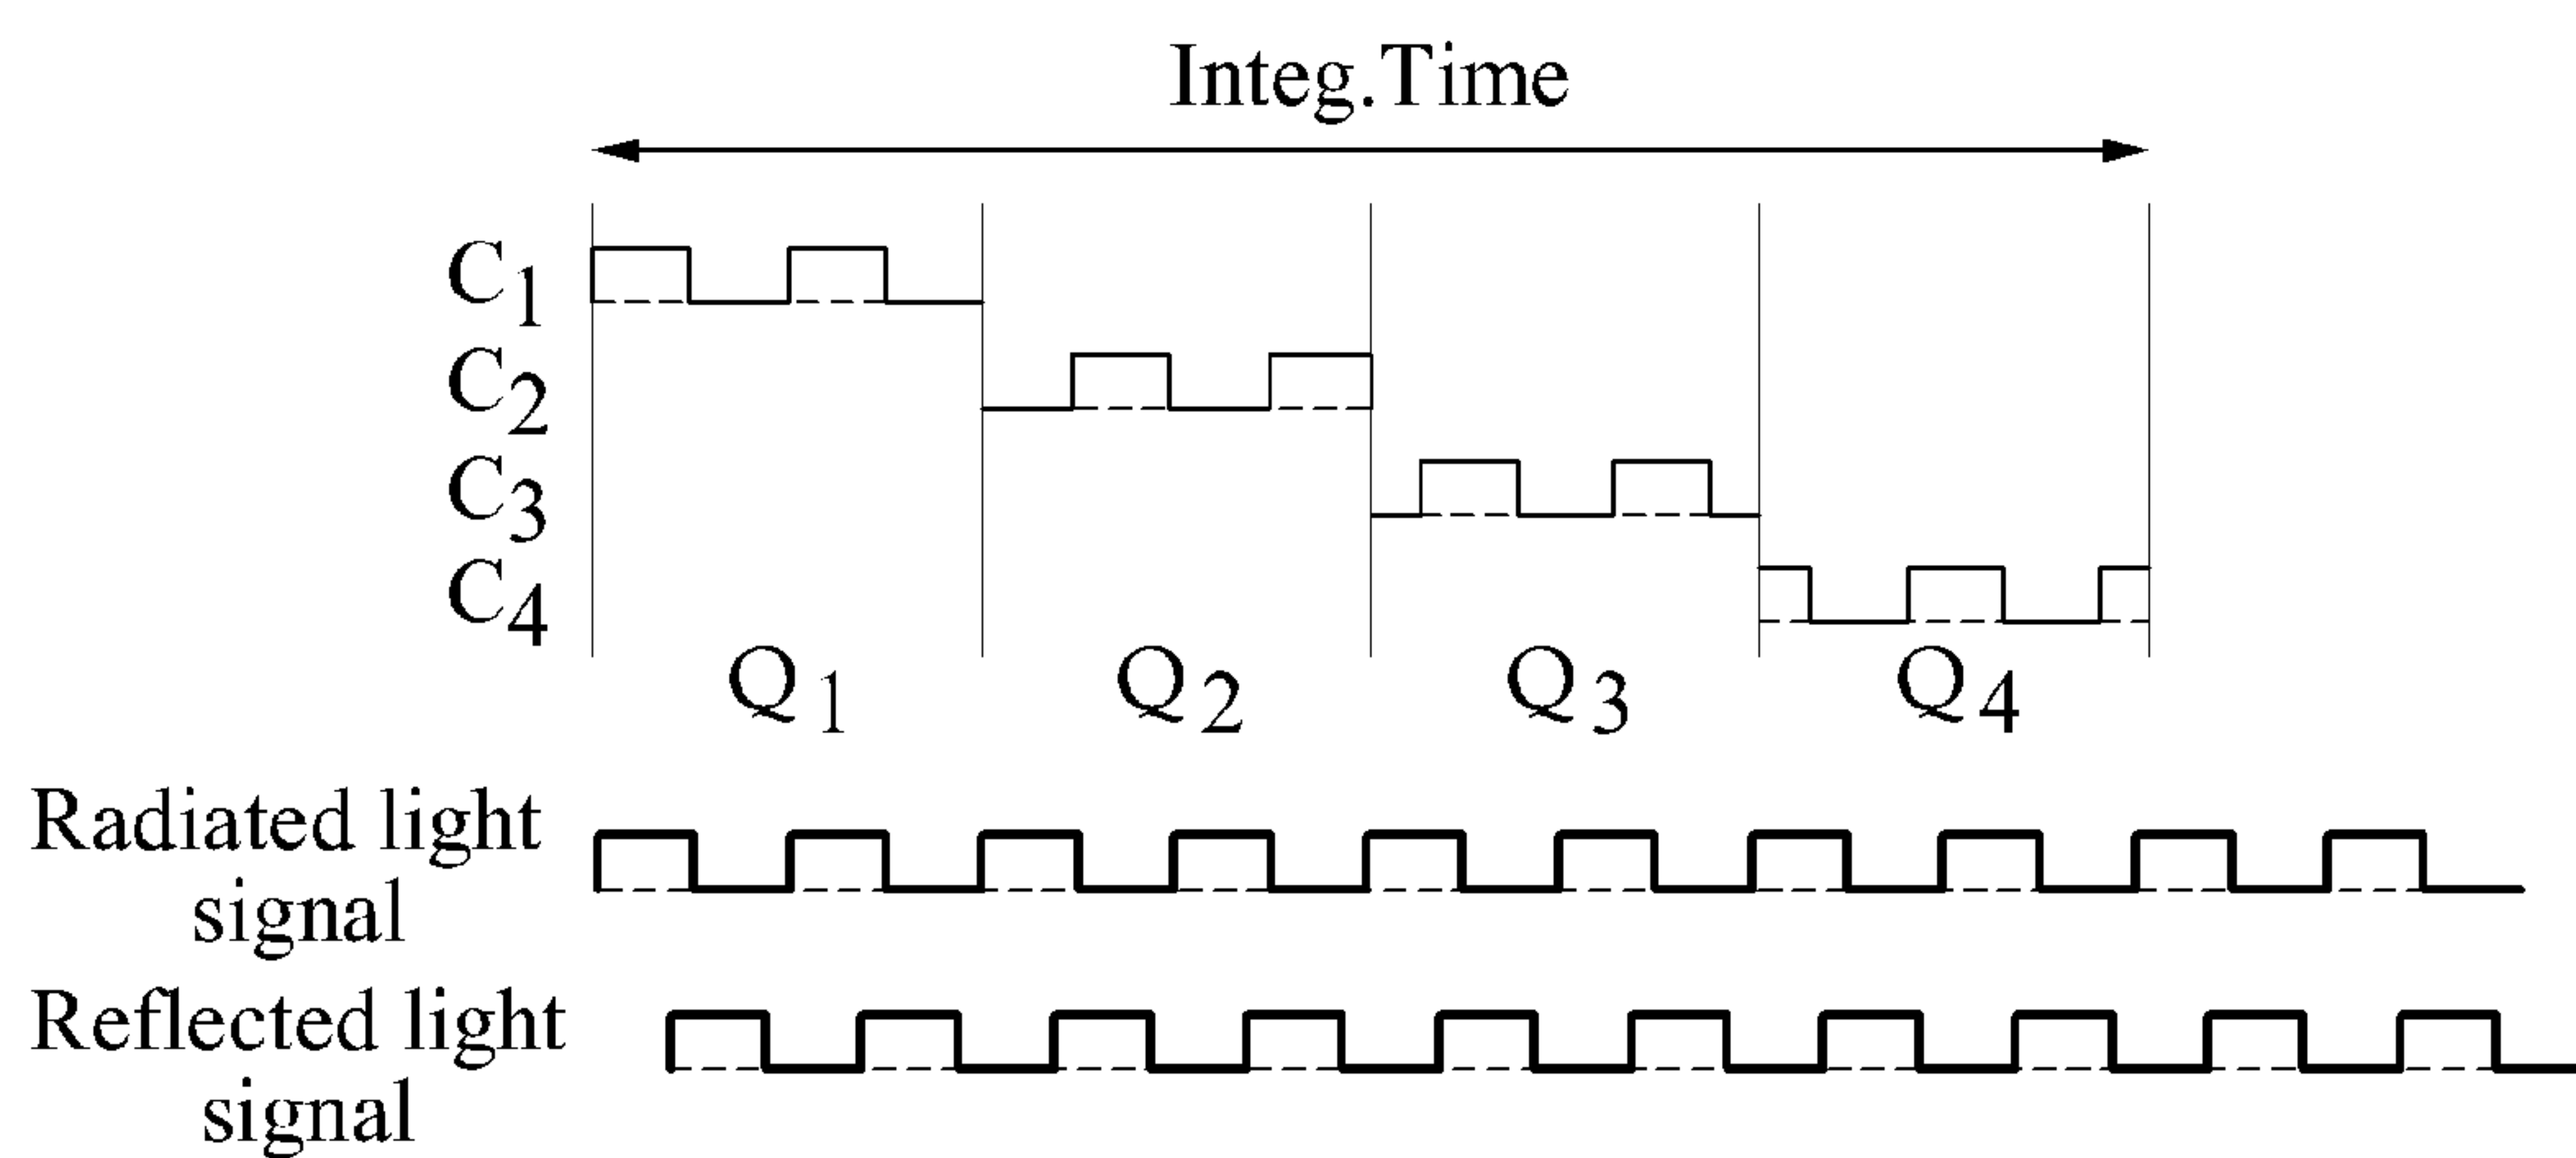 Integ.Time
C1
C2
C3
C4
Q1 Q2 Q3 Q4
Radiated light
signal
Reflected light
signal